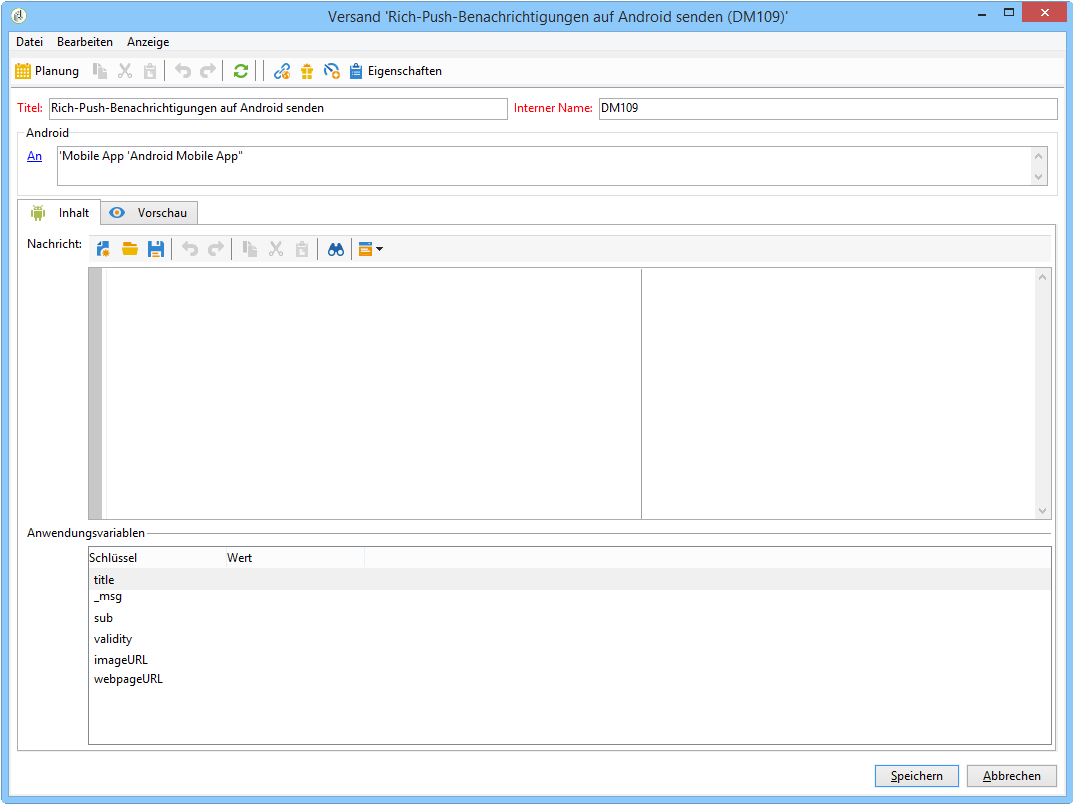 Versand 'Rich-Push-Benachrichtigungen auf Android senden (DM109)'
Datei Bearbeiten Anzeige
Planung Eigenschaften
Titel: Rich-Push-Benachrichtigungen auf Android senden Interner Name: DM109
Android
An 'Mobile App 'Android Mobile App''
Inhalt Vorschau
Nachricht:
Anwendungsvariablen
Schlüssel Wert
title
_msg
sub
validity
imageURL
webpageURL
Speichern Abbrechen